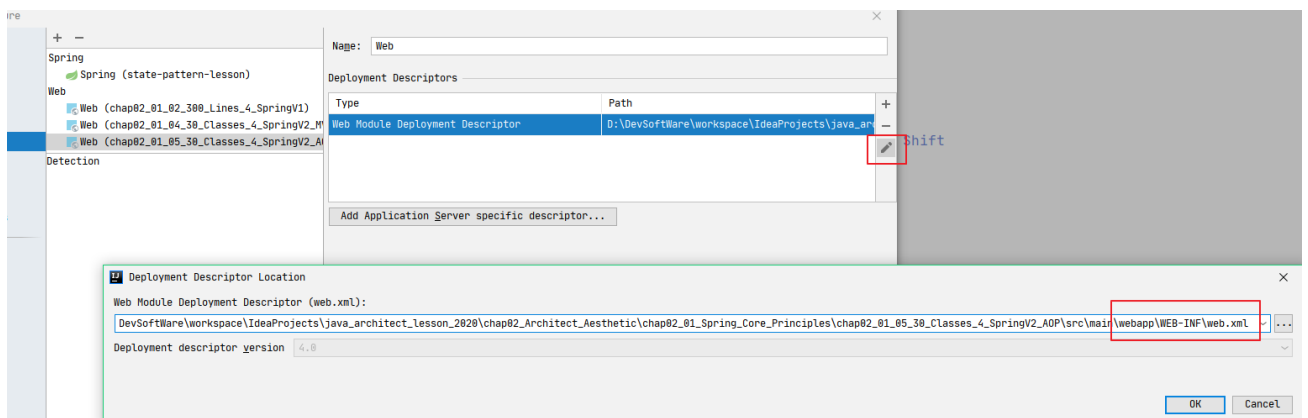 ire
+ −
Spring
Spring (state-pattern-lesson)
Web
Web (chap02_01_02_300_Lines_4_SpringV1)
Web (chap02_01_04_30_Classes_4_SpringV2_M
Web (chap02_01_05_30_Classes_4_SpringV2_A
Detection
Name: Web
Deployment Descriptors
Type Path
Web Module Deployment Descriptor D:\DevSoftWare\workspace\IdeaProjects\java_ar
Add Application Server specific descriptor...
Shift
Deployment Descriptor Location
Web Module Deployment Descriptor (web.xml):
DevSoftWare\workspace\IdeaProjects\java_architect_lesson_2020\chap02_Architect_Aesthetic\chap02_01_Spring_Core_Principles\chap02_01_05_30_Classes_4_SpringV2_AOP\src\main\webapp\WEB-INF\web.xml ...
Deployment descriptor version 4.0
OK Cancel